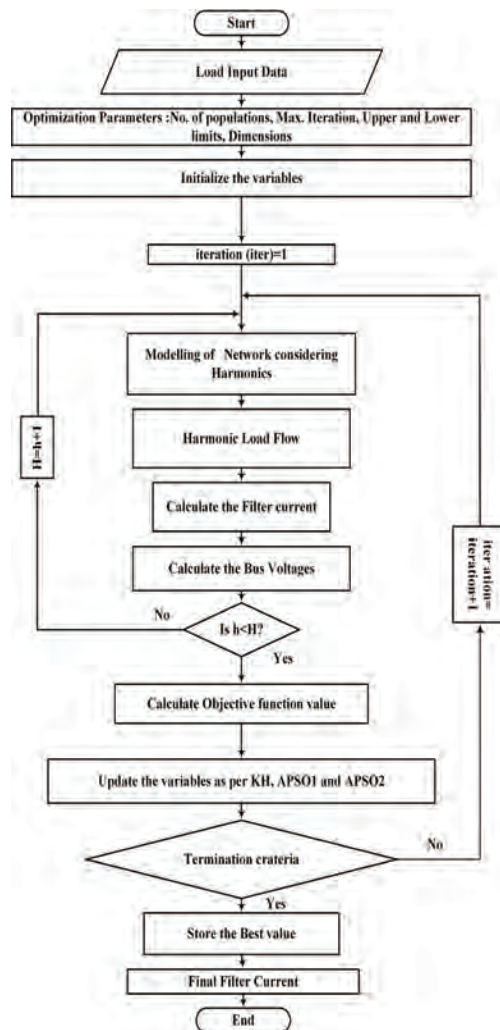 Start
Load Input Data
Optimization Parameters :No. of populations, Max. Iteration, Upper and Lower
limits, Dimensions
Initialize the variables
iteration (iter)=1
Modelling of Network considering
Harmonics
Harmonic Load Flow
H=h+1
Calculate the Filter current
iter ation=
iteration+1
Calculate the Bus Voltages
No
Is h<H?
Yes
Calculate Objective function value
Update the variables as per KH, APSO1 and APSO2
No
Termination crateria
Yes
Store the Best value
Final Filter Current
End